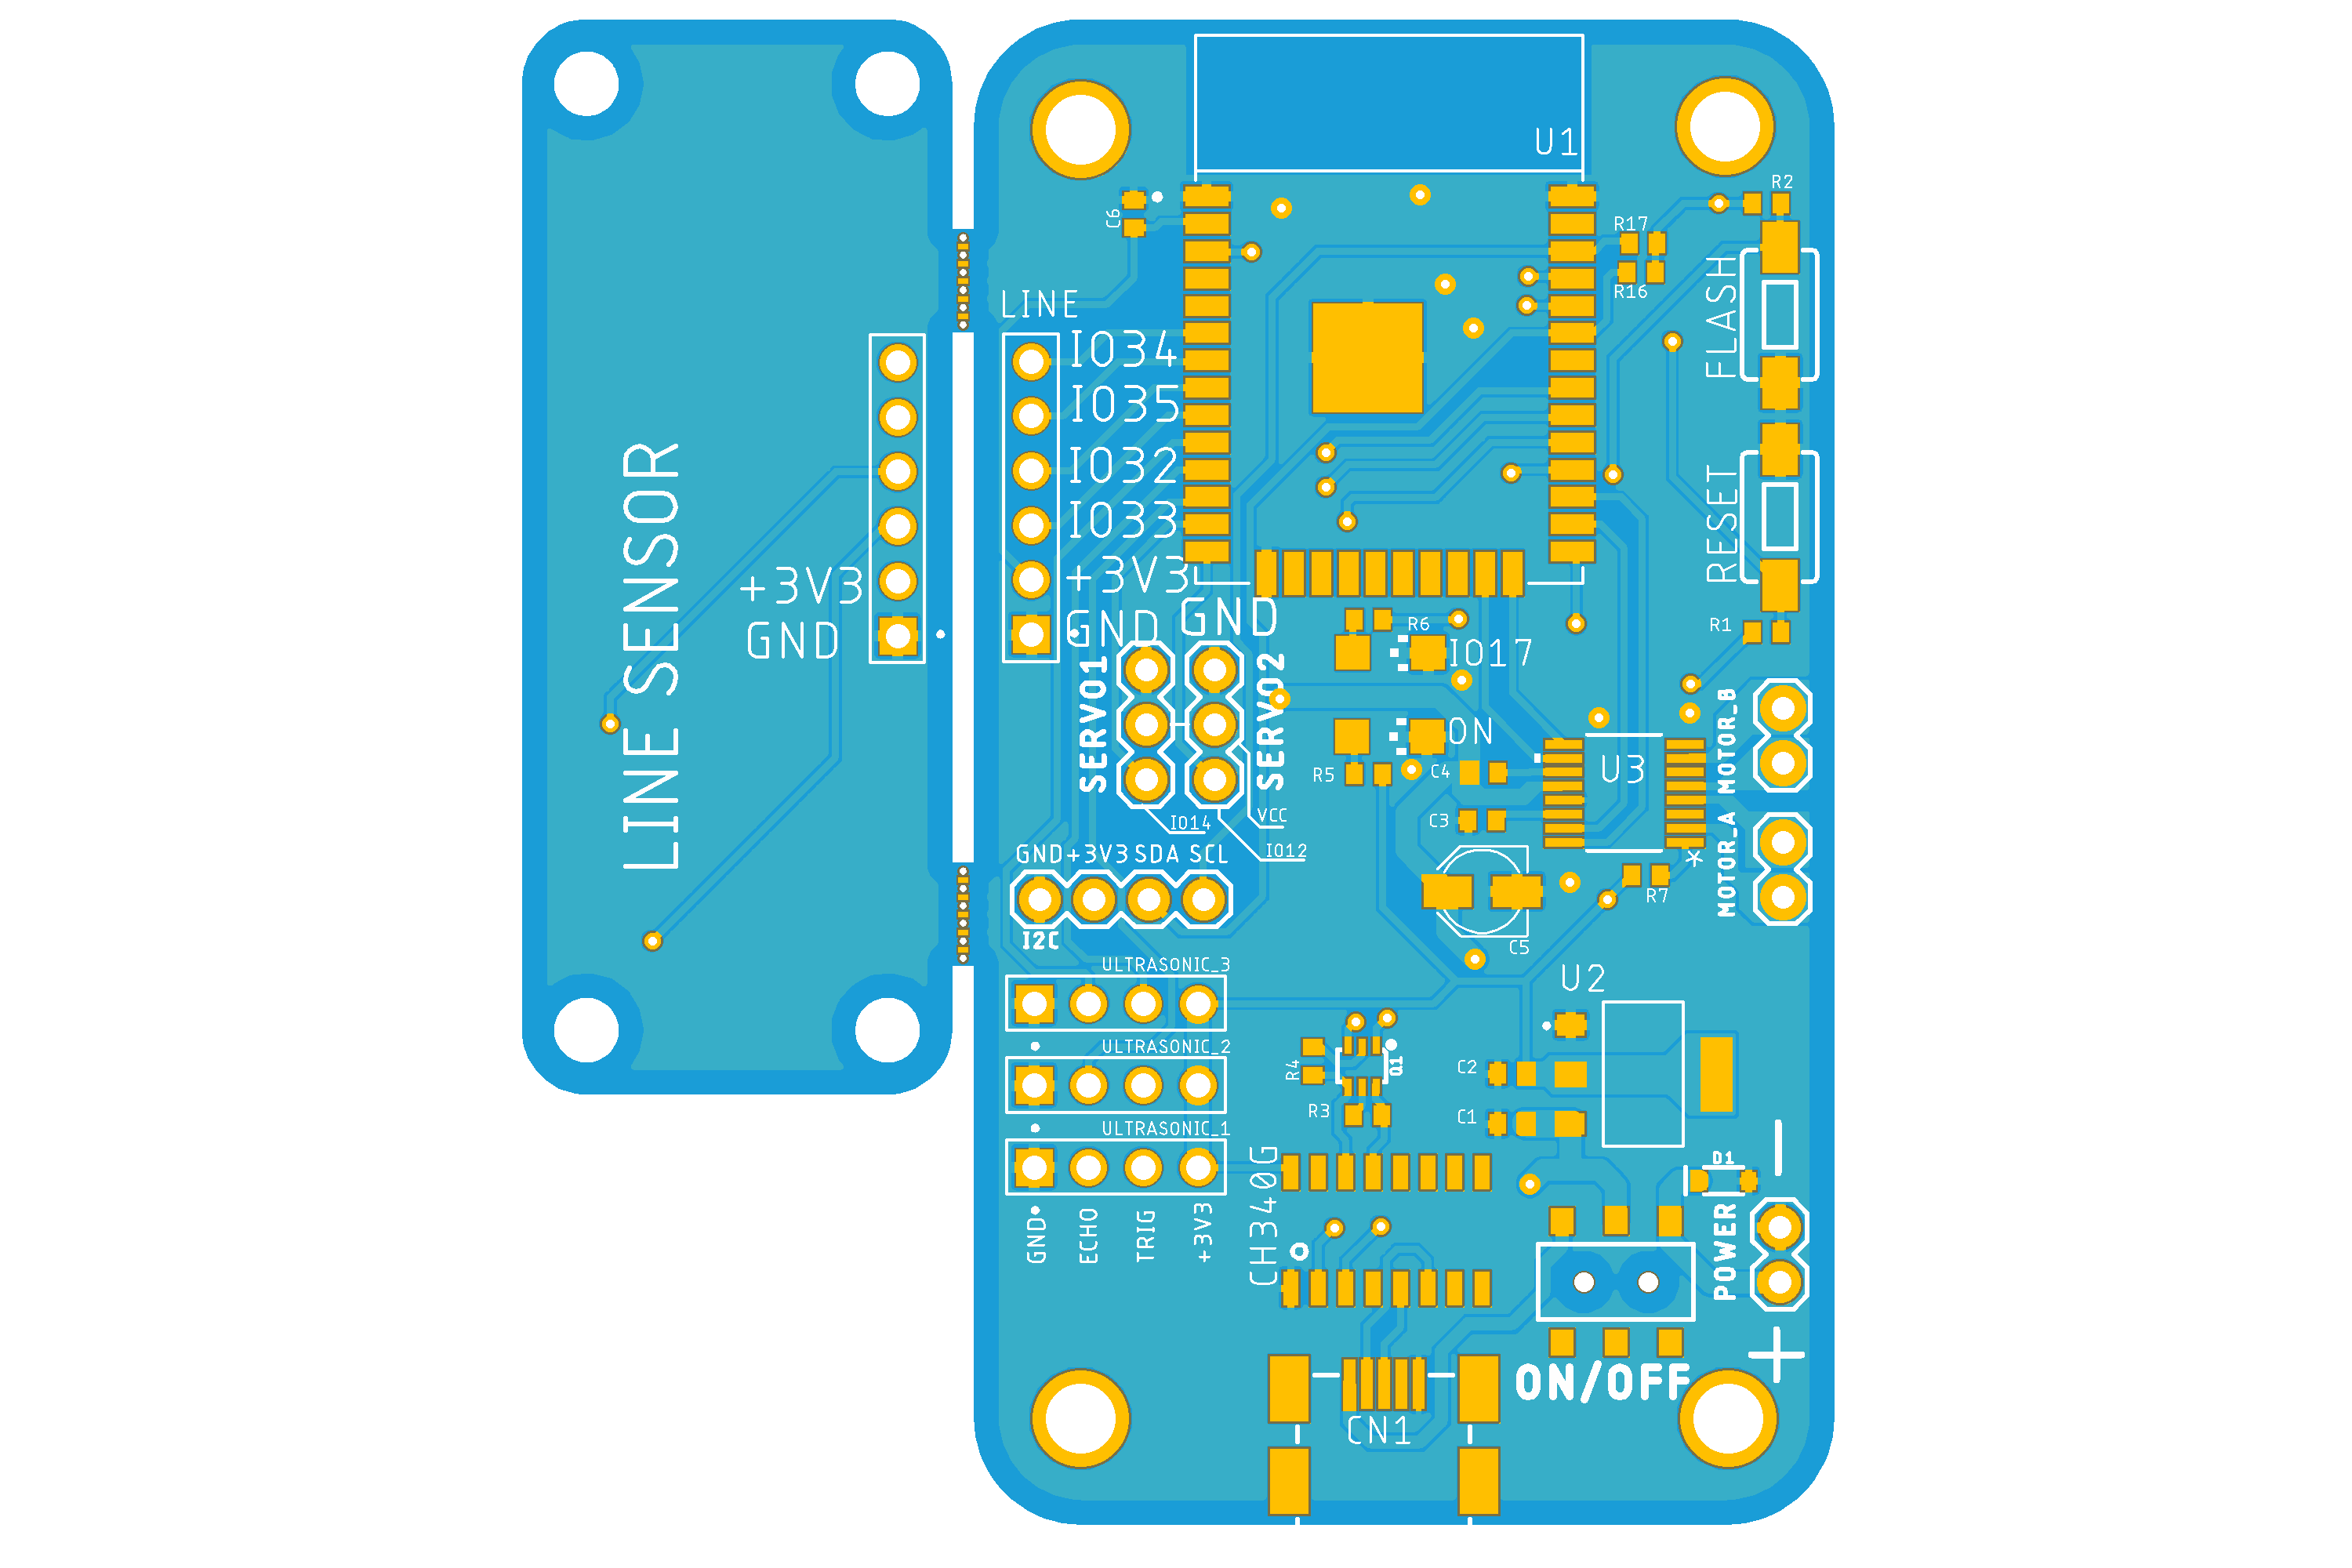 U1
R2
C6
R17
R16
FLASH
LINE
IO34
IO35
IO32
IO33
+3V3
GND
GND
RESET
R1
LINE SENSOR
+3V3
GND
R6
IO17
SERVO1
SERVO2
ON
R5
C4
C3
U3
MOTOR_B
MOTOR_A
*
IO14
VCC
IO12
GND +3V3 SDA SCL
I2C
R7
C5
U2
ULTRASONIC_3
ULTRASONIC_2
ULTRASONIC_1
R4
Q1
R3
C2
C1
D1
−
GND
ECHO
TRIG
+3V3
CH340G
POWER
+
ON/OFF
CN1